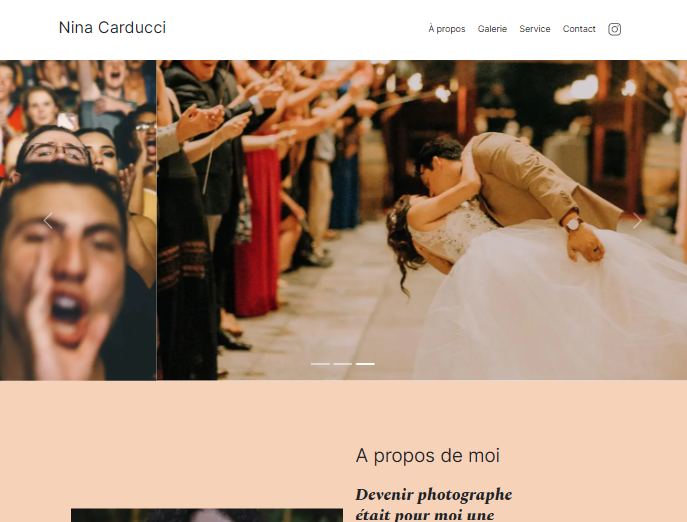 Nina Carducci
À propos Galerie Service Contact
A propos de moi
Devenir photographe
était pour moi une